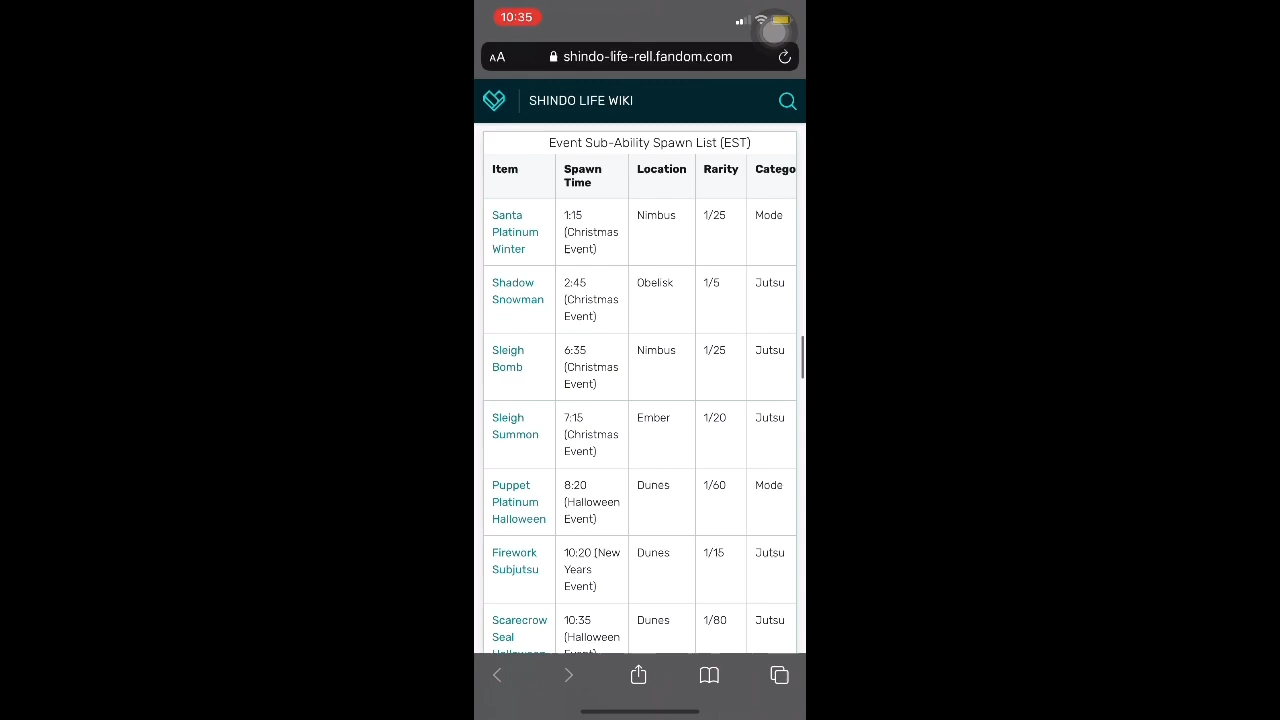 10:35
AA shindo-life-rell.fandom.com
SHINDO LIFE WIKI
Event Sub-Ability Spawn List (EST)
Item Spawn Time Location Rarity Catego
Santa Platinum Winter 1:15 (Christmas Event) Nimbus 1/25 Mode
Shadow Snowman 2:45 (Christmas Event) Obelisk 1/5 Jutsu
Sleigh Bomb 6:35 (Christmas Event) Nimbus 1/25 Jutsu
Sleigh Summon 7:15 (Christmas Event) Ember 1/20 Jutsu
Puppet Platinum Halloween 8:20 (Halloween Event) Dunes 1/60 Mode
Firework Subjutsu 10:20 (New Years Event) Dunes 1/15 Jutsu
Scarecrow Seal Halloween 10:35 (Halloween Event) Dunes 1/80 Jutsu